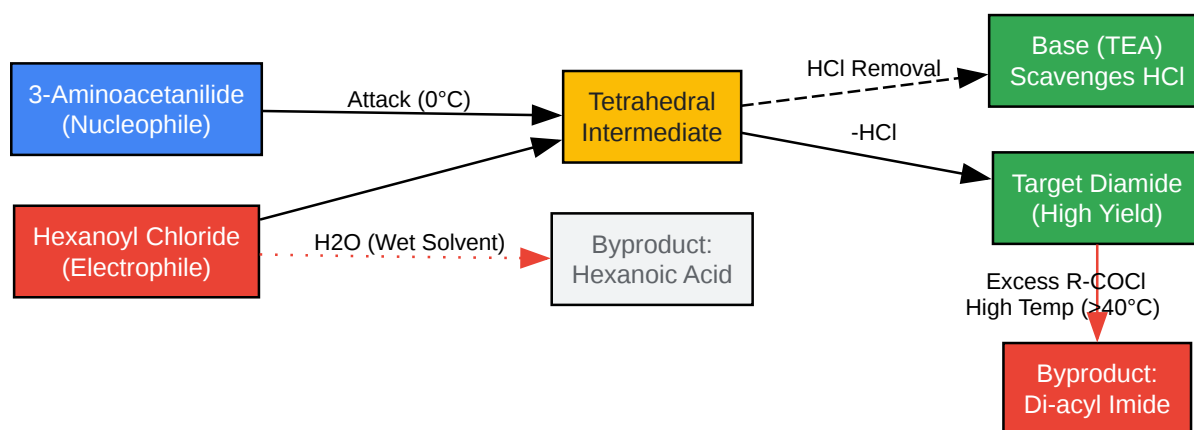 3-Aminoacetanilide
(Nucleophile)
Attack (0°C)
Tetrahedral
Intermediate
HCl Removal
Base (TEA)
Scavenges HCl
-HCl
Target Diamide
(High Yield)
Hexanoyl Chloride
(Electrophile)
H2O (Wet Solvent)
Byproduct:
Hexanoic Acid
Excess R-COCl
High Temp (>40°C)
Byproduct:
Di-acyl Imide